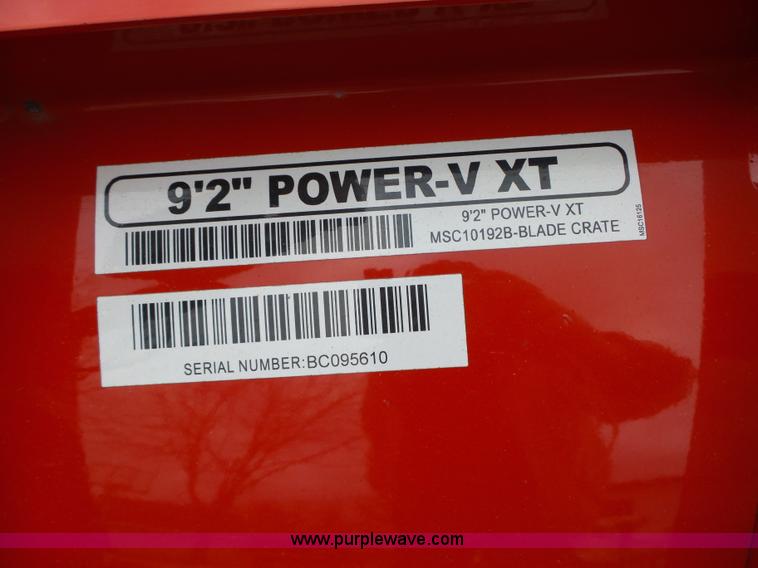 9'2" POWER-V XT
9'2" POWER-V XT
MSC10192B-BLADE CRATE
MSC16125
SERIAL NUMBER:BC095610
www.purplewave.com